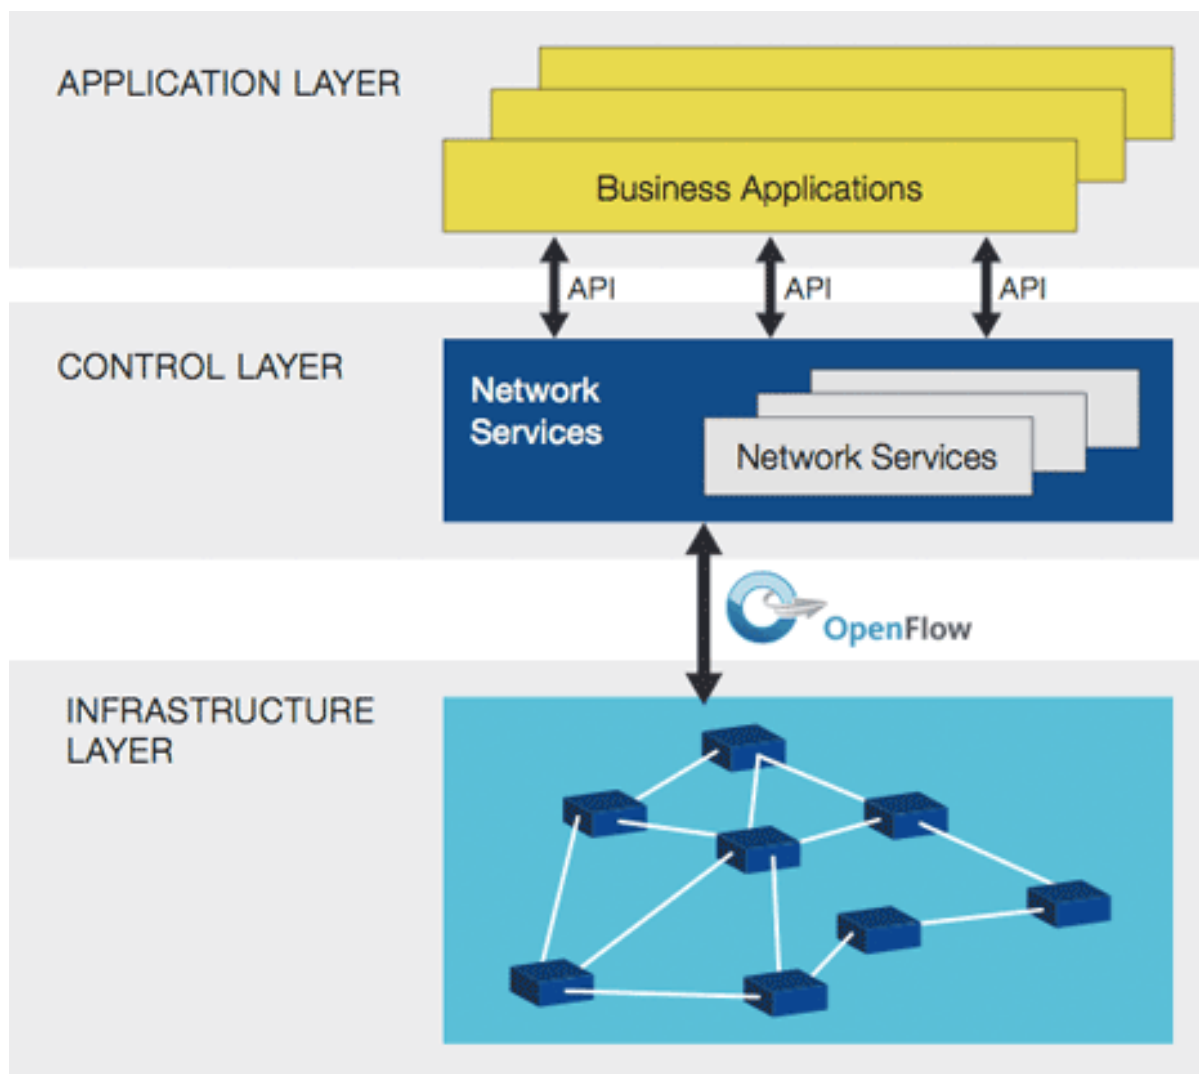 APPLICATION LAYER
Business Applications
API
API
API
CONTROL LAYER
Network
Services
Network Services
OpenFlow
INFRASTRUCTURE
LAYER